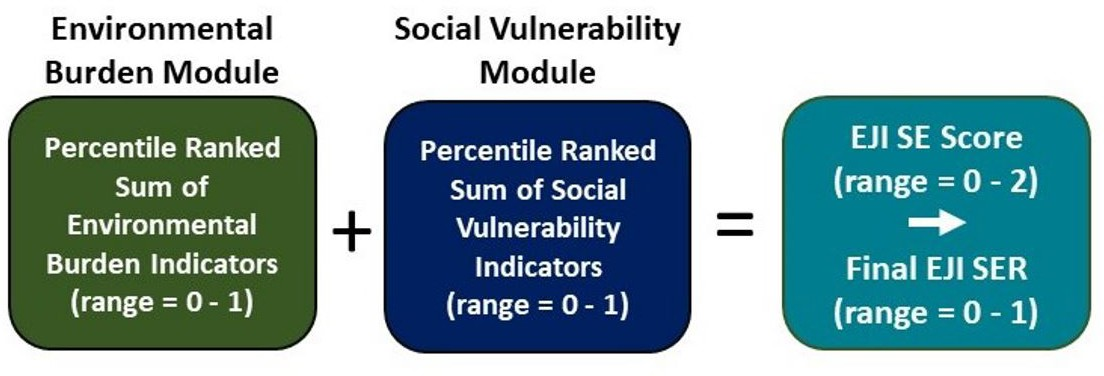 Environmental
Burden Module
Social Vulnerability
Module
Percentile Ranked
Sum of
Environmental
Burden Indicators
(range = 0 - 1)
+
Percentile Ranked
Sum of Social
Vulnerability
Indicators
(range = 0 - 1)
=
EJI SE Score
(range = 0 - 2)
Final EJI SER
(range = 0 - 1)